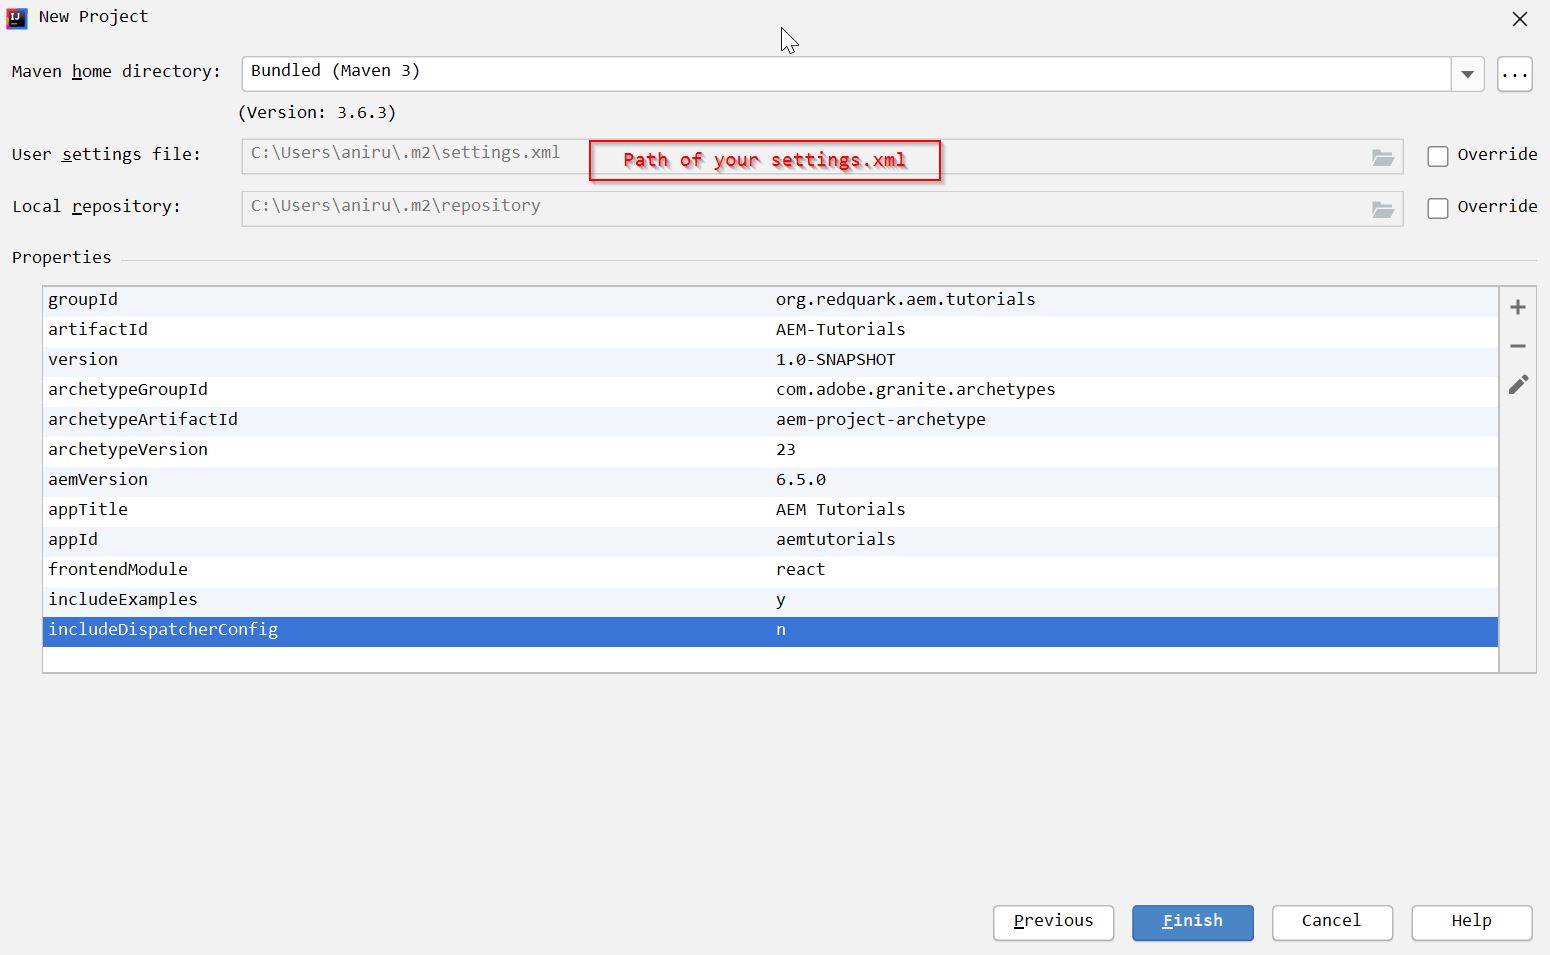 New Project
Maven home directory: Bundled (Maven 3) ...
(Version: 3.6.3)
User settings file: C:\Users\aniru\.m2\settings.xml Path of your settings.xml Override
Local repository: C:\Users\aniru\.m2\repository Override
Properties
groupId org.redquark.aem.tutorials
artifactId AEM-Tutorials
version 1.0-SNAPSHOT
archetypeGroupId com.adobe.granite.archetypes
archetypeArtifactId aem-project-archetype
archetypeVersion 23
aemVersion 6.5.0
appTitle AEM Tutorials
appId aemtutorials
frontendModule react
includeExamples y
includeDispatcherConfig n
Previous Finish Cancel Help